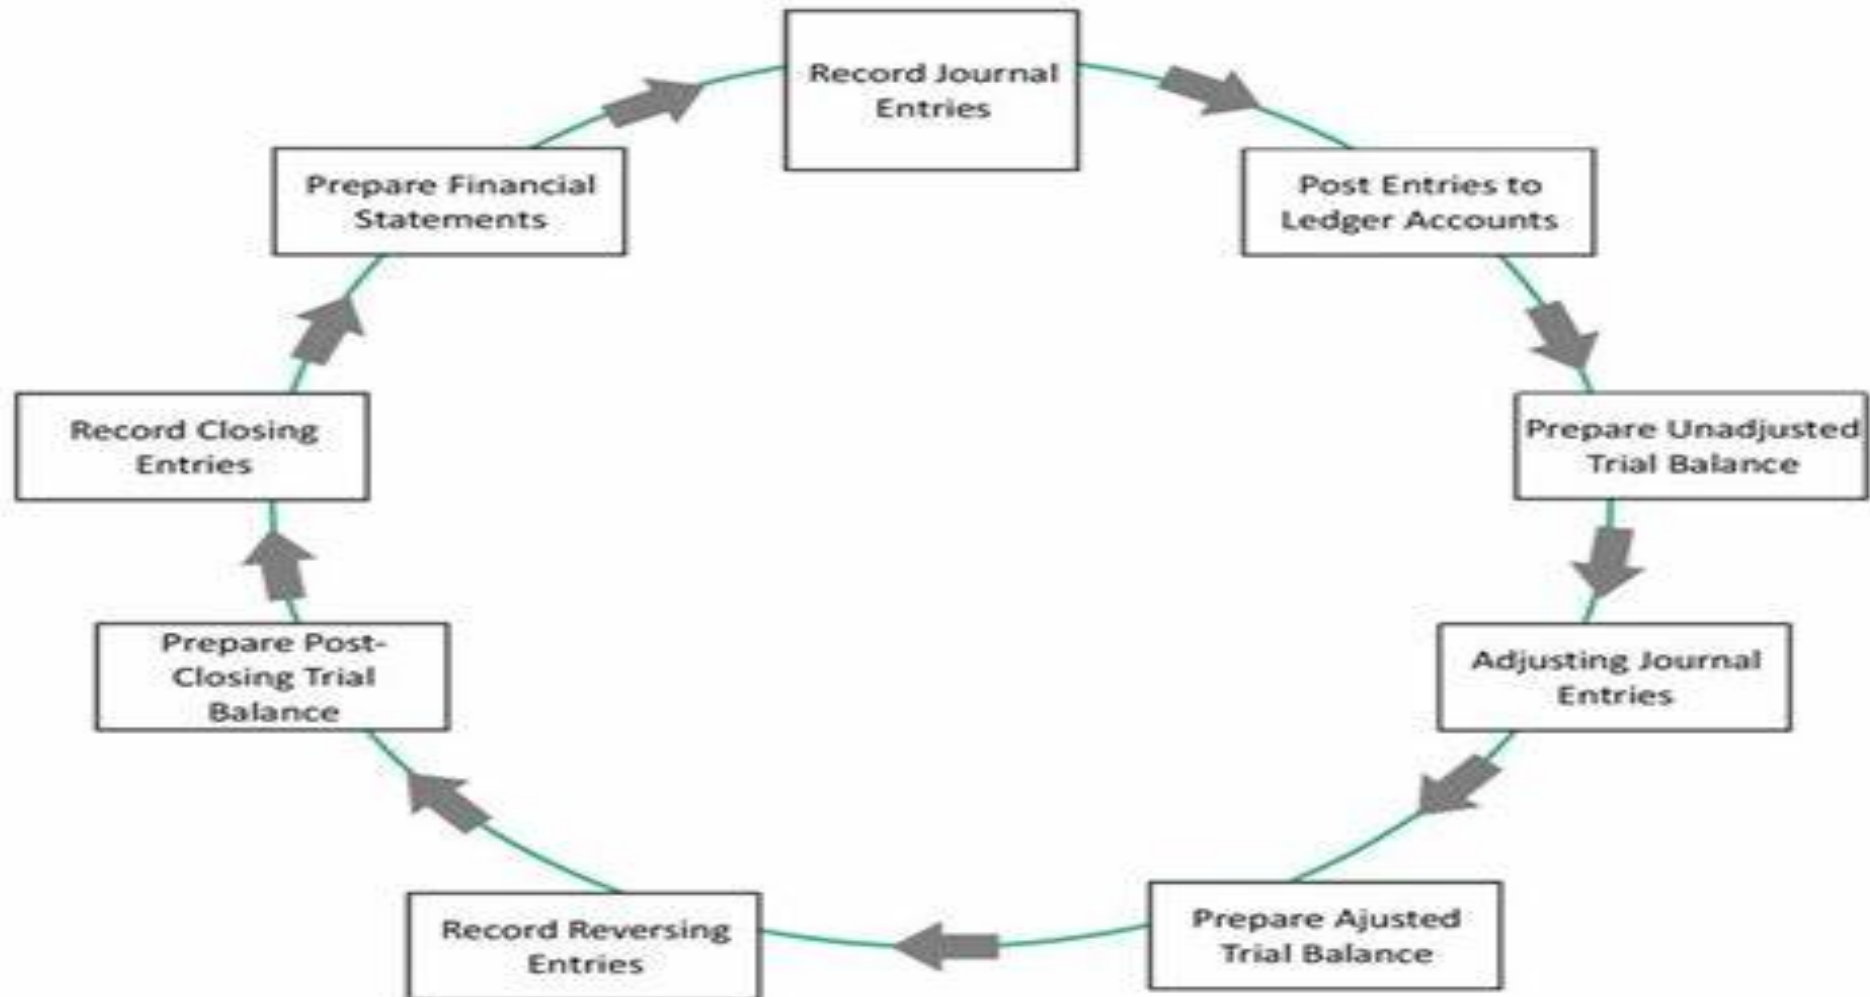 Record Journal
Entries
Post Entries to
Ledger Accounts
Prepare Unadjusted
Trial Balance
Adjusting Journal
Entries
Prepare Ajusted
Trial Balance
Record Reversing
Entries
Prepare Post-
Closing Trial
Balance
Record Closing
Entries
Prepare Financial
Statements